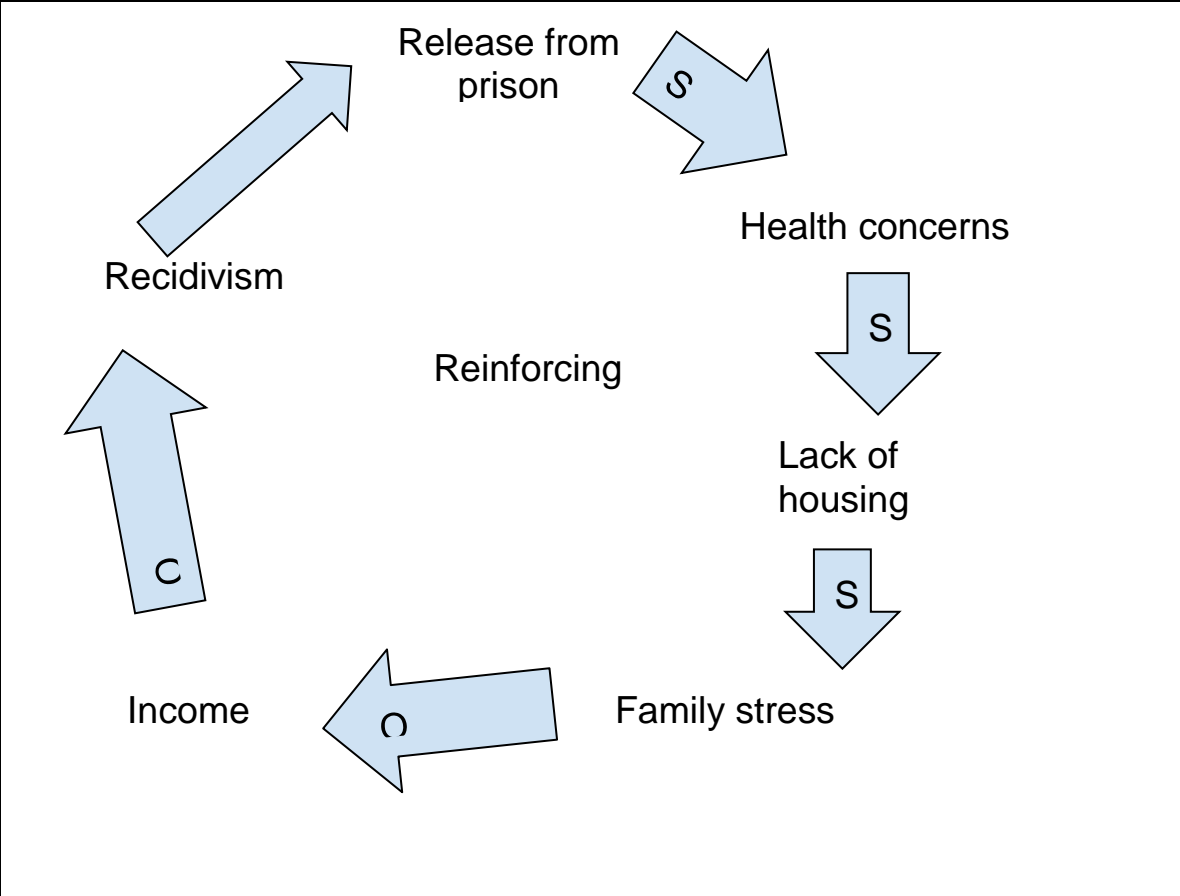 Release from
prison
S
Health concerns
S
Recidivism
Reinforcing
Lack of
housing
S
Income
Family stress